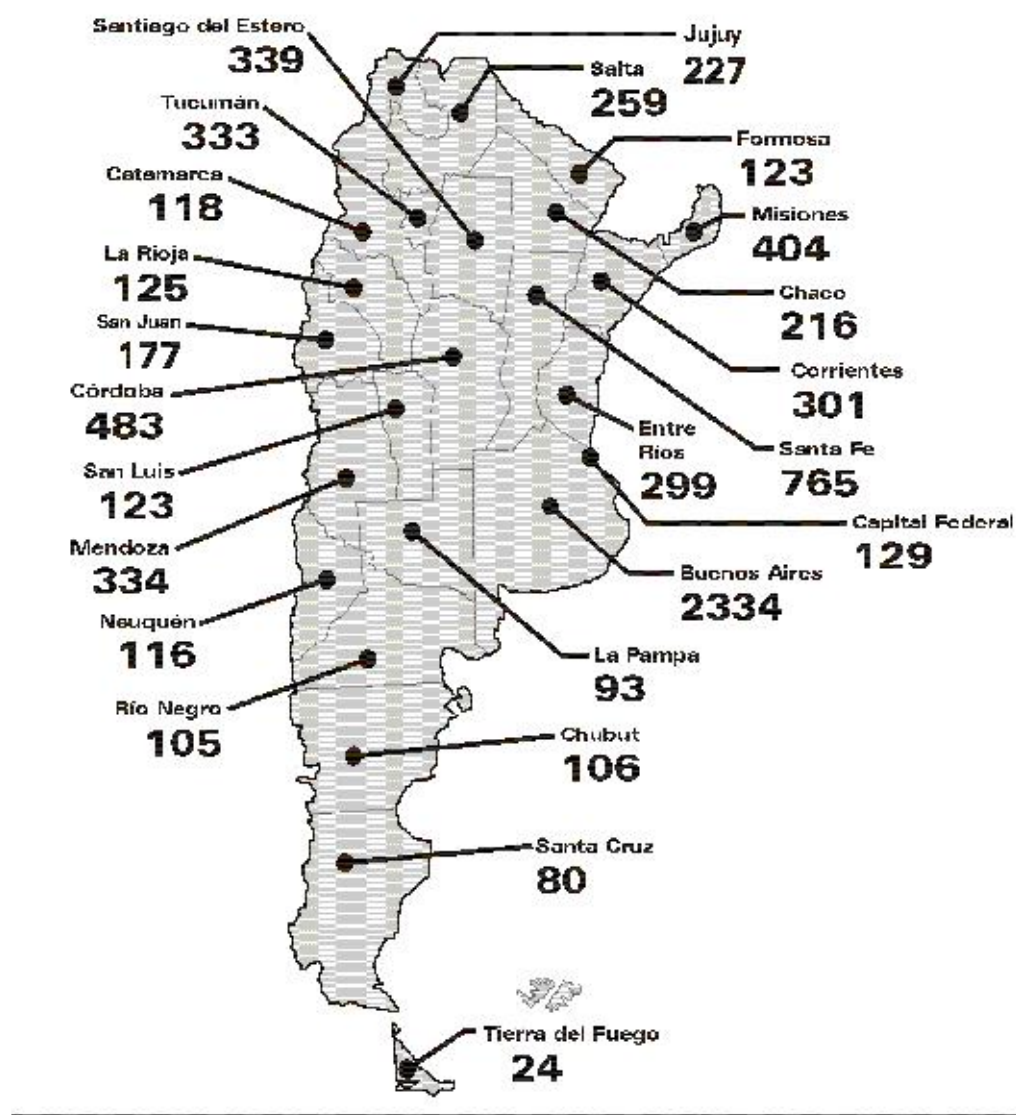 Santiago del Estero
339
Jujuy
227
Salta
259
Tucumán
333
Formosa
123
Catamarca
118
Misiones
404
La Rioja
125
Chaco
216
San Juan
177
Corrientes
301
Córdoba
483
Entre
Ríos
299
Santa Fe
765
San Luis
123
Capital Federal
129
Mendoza
334
Buenos Aires
2334
Neuquén
116
La Pampa
93
Río Negro
105
Chubut
106
Santa Cruz
80
Tierra del Fuego
24